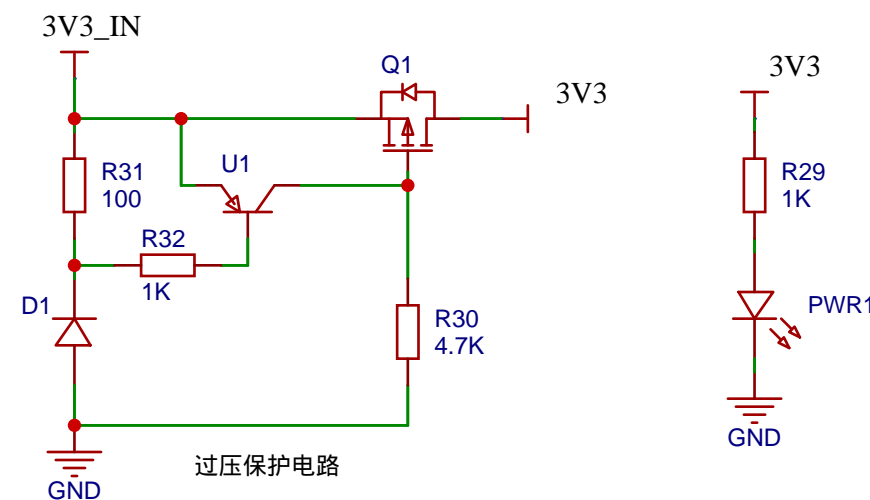 3V3_IN
Q1
3V3
3V3
R31
100
U1
R29
1K
R32
1K
D1
R30
4.7K
PWR1
GND
过压保护电路
GND